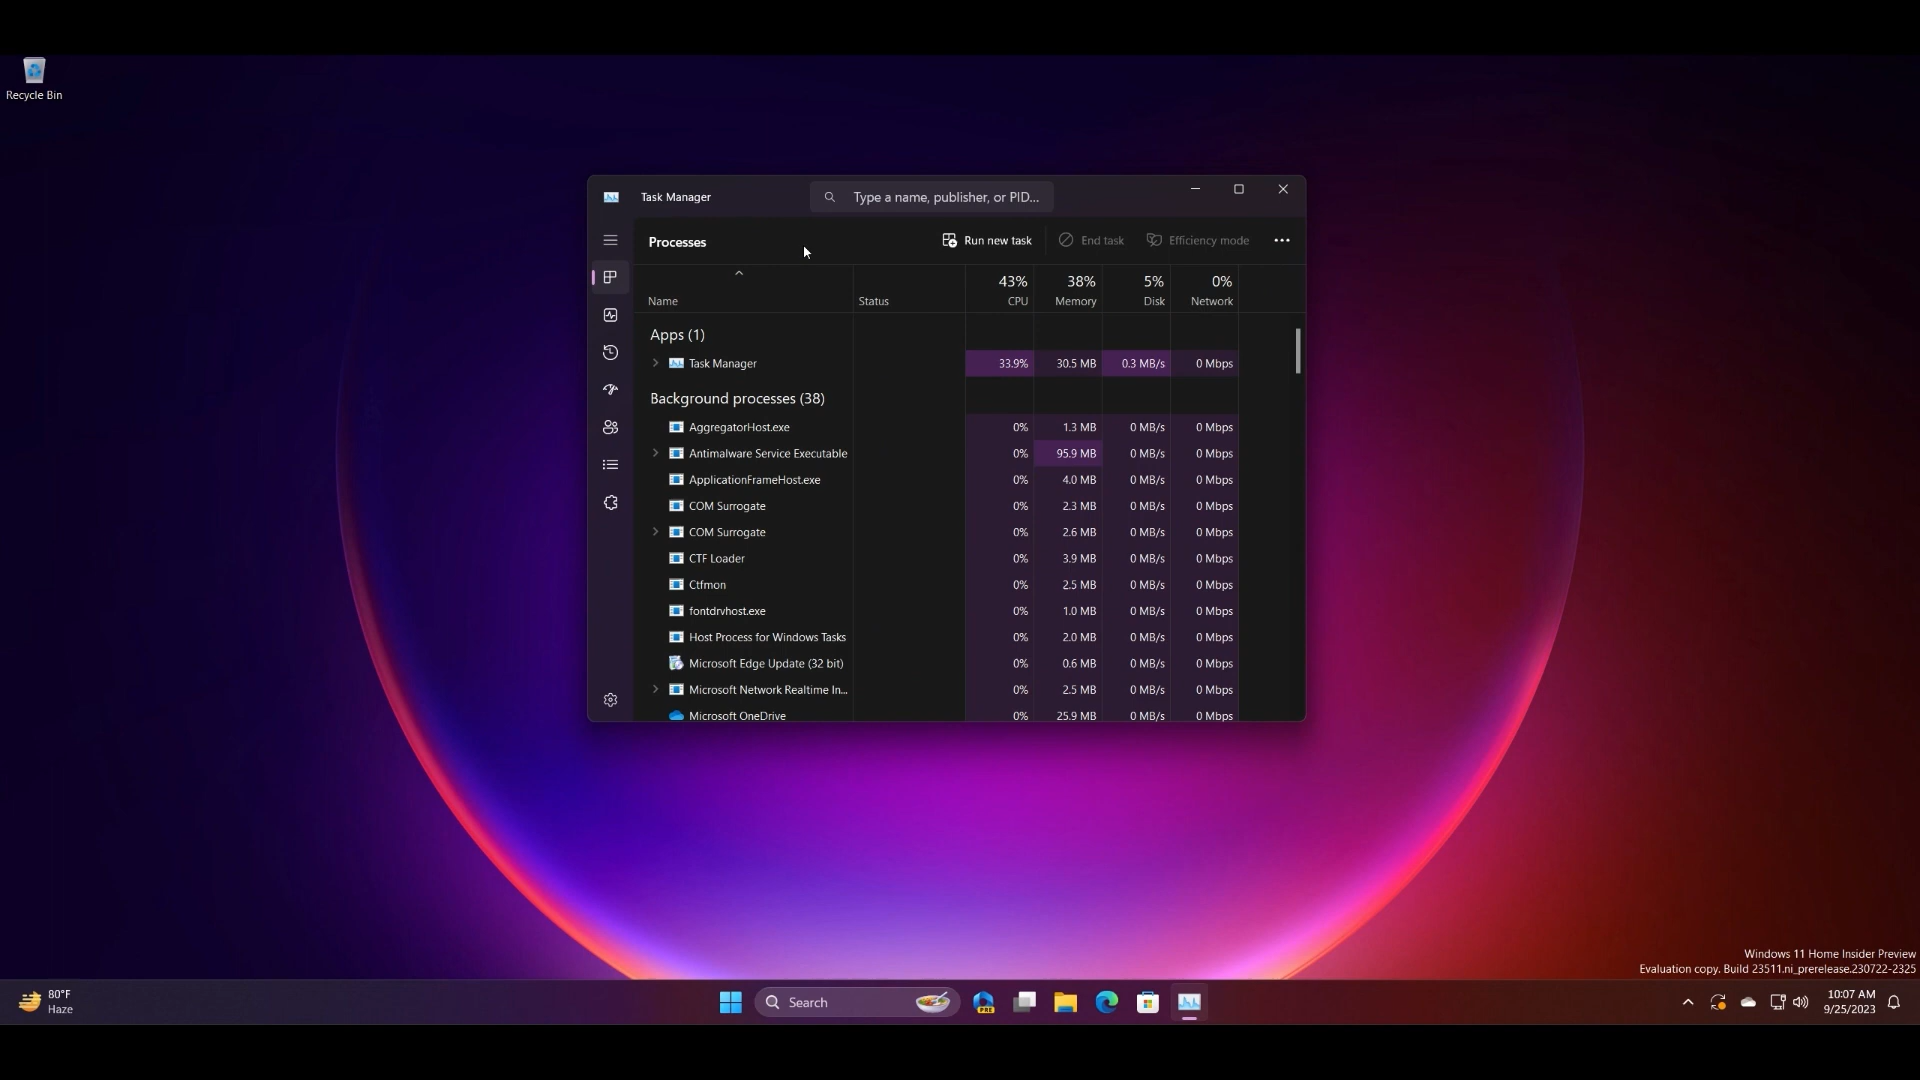 Recycle Bin
Task Manager
Type a name, publisher, or PID...
Processes
Run new task
End task
Efficiency mode
43% 38% 5% 0%
Name Status CPU Memory Disk Network
Apps (1)
Task Manager 33.9% 30.5 MB 0.3 MB/s 0 Mbps
Background processes (38)
AggregatorHost.exe 0% 1.3 MB 0 MB/s 0 Mbps
Antimalware Service Executable 0% 95.9 MB 0 MB/s 0 Mbps
ApplicationFrameHost.exe 0% 4.0 MB 0 MB/s 0 Mbps
COM Surrogate 0% 2.3 MB 0 MB/s 0 Mbps
COM Surrogate 0% 2.6 MB 0 MB/s 0 Mbps
CTF Loader 0% 3.9 MB 0 MB/s 0 Mbps
Ctfmon 0% 2.5 MB 0 MB/s 0 Mbps
fontdrvhost.exe 0% 1.0 MB 0 MB/s 0 Mbps
Host Process for Windows Tasks 0% 2.0 MB 0 MB/s 0 Mbps
Microsoft Edge Update (32 bit) 0% 0.6 MB 0 MB/s 0 Mbps
Microsoft Network Realtime In... 0% 2.5 MB 0 MB/s 0 Mbps
Microsoft OneDrive 0% 25.9 MB 0 MB/s 0 Mbps
Windows 11 Home Insider Preview
Evaluation copy. Build 23511.ni_prerelease.230722-2325
80°F
Haze
Search
PRE
10:07 AM
9/25/2023